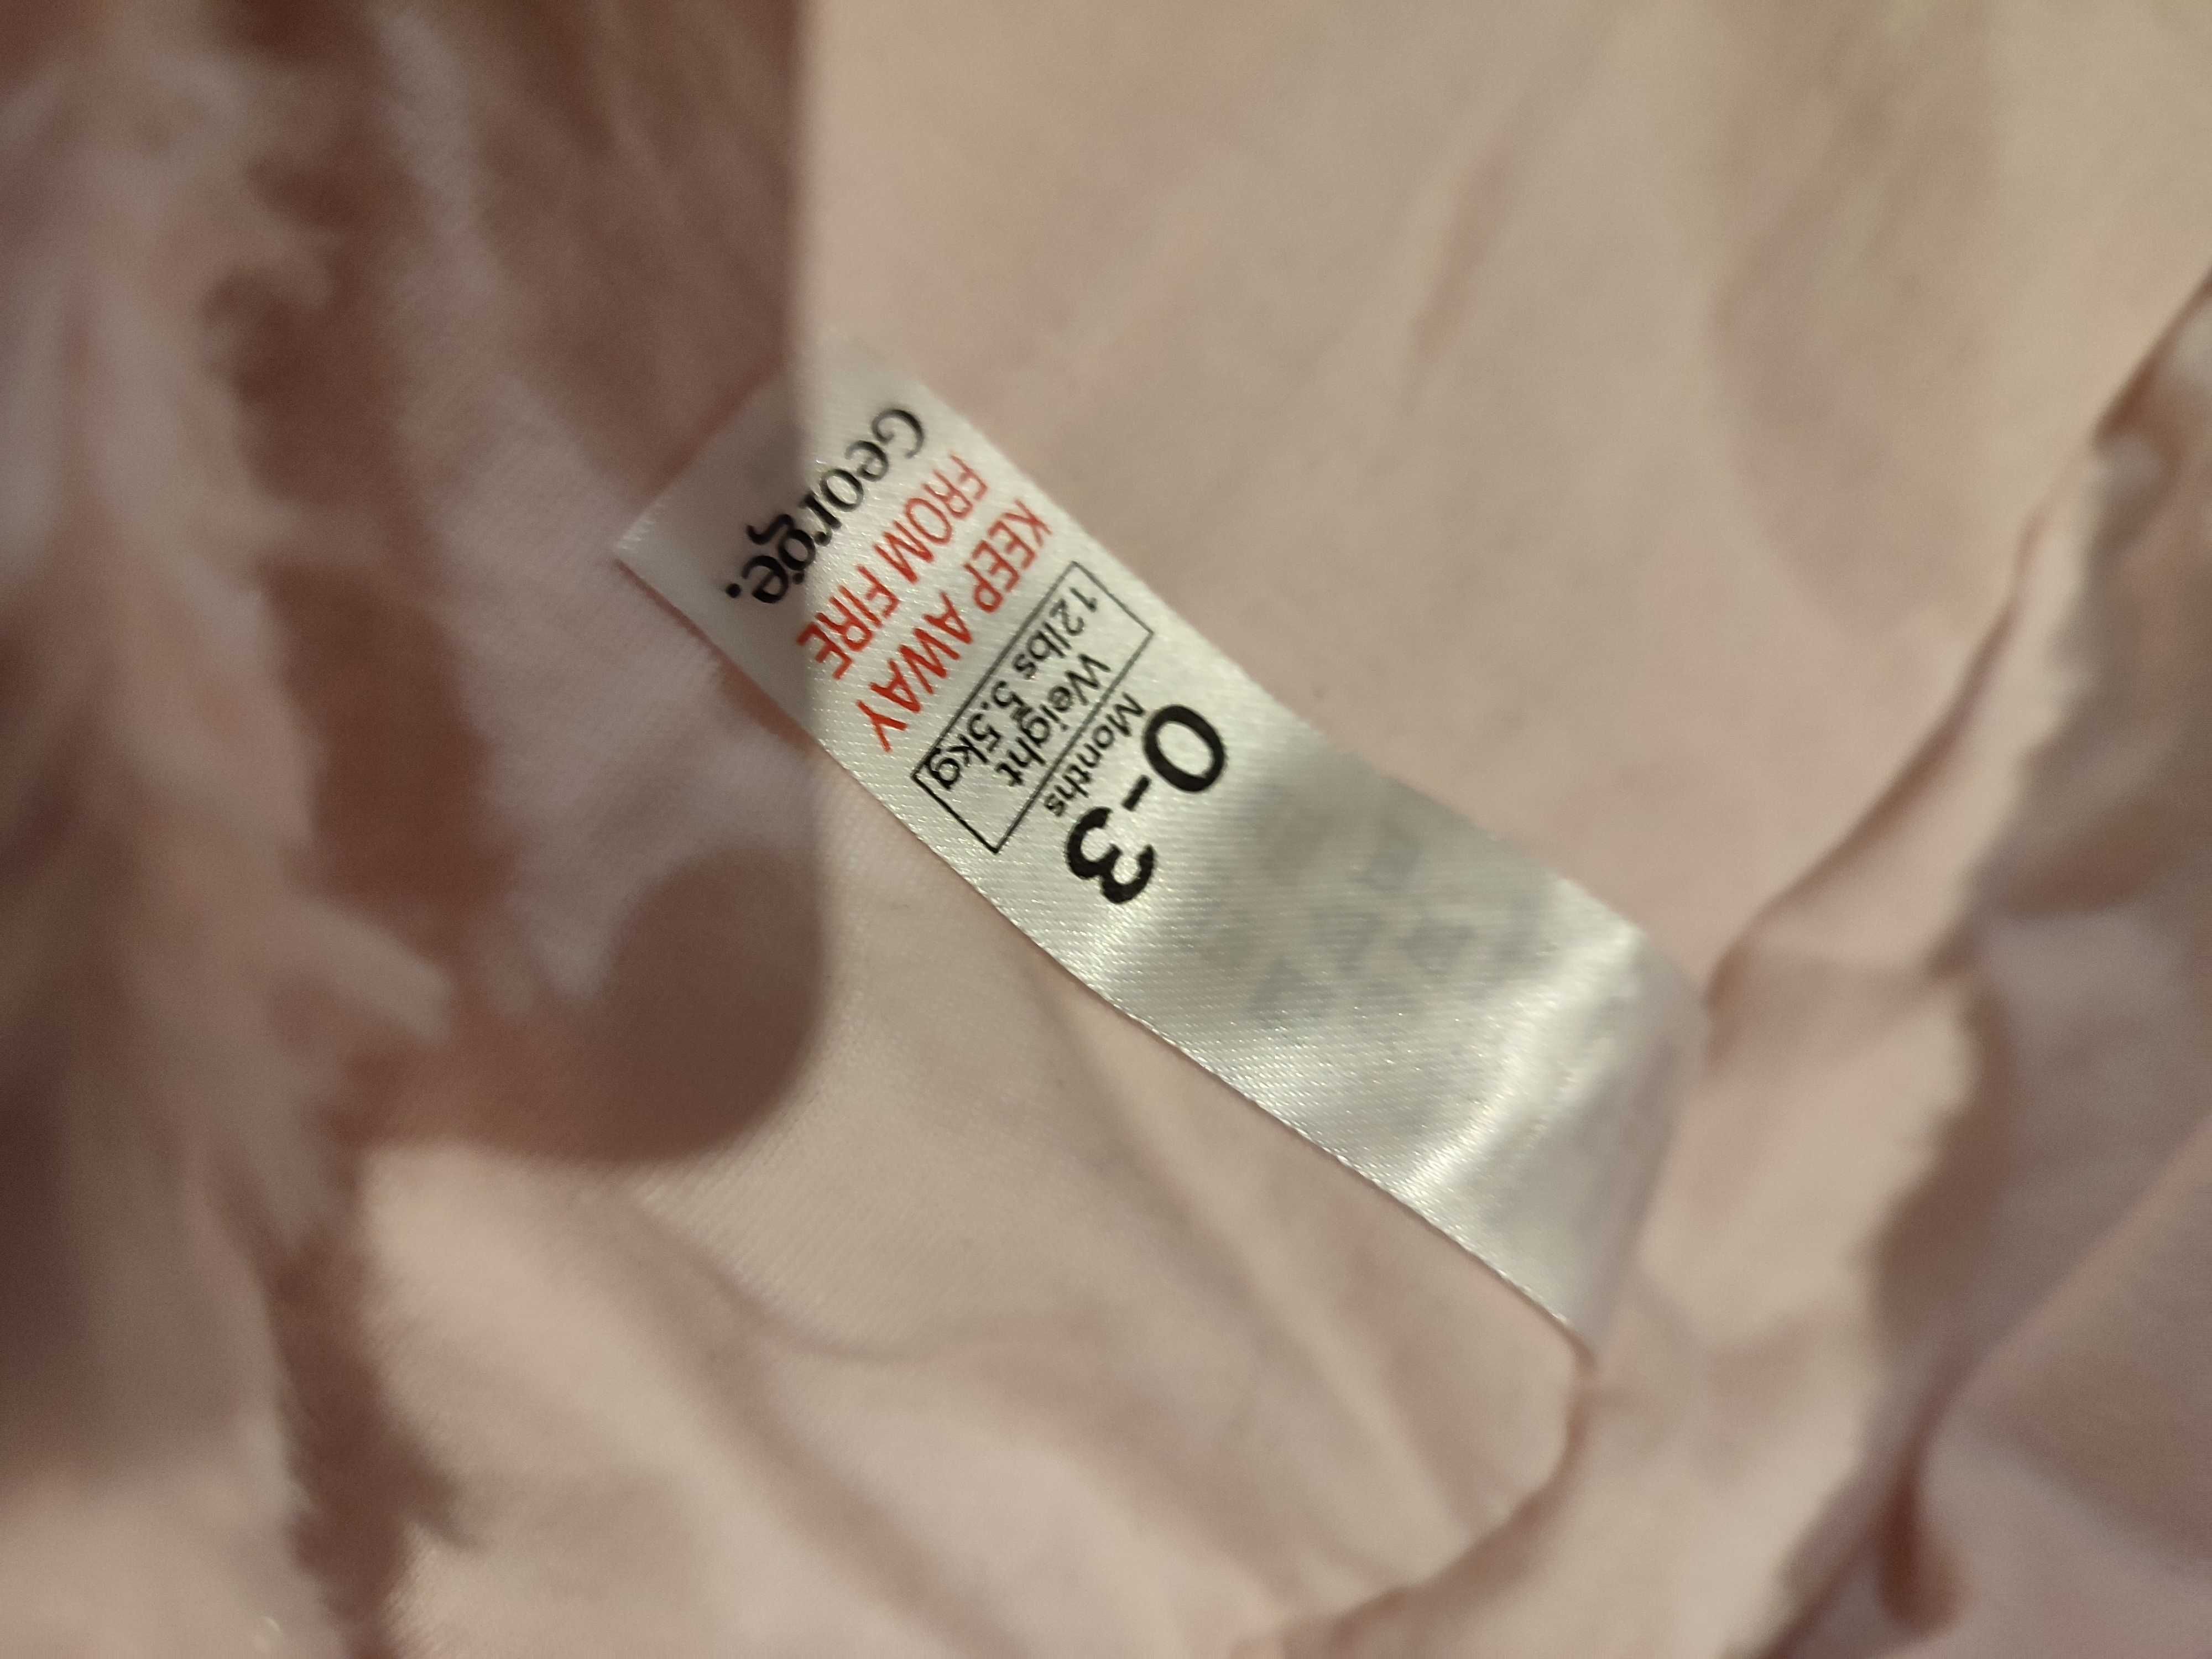 George.
KEEP AWAY
FROM FIRE
12lbs 5.5kg
Weight
Months
0-3